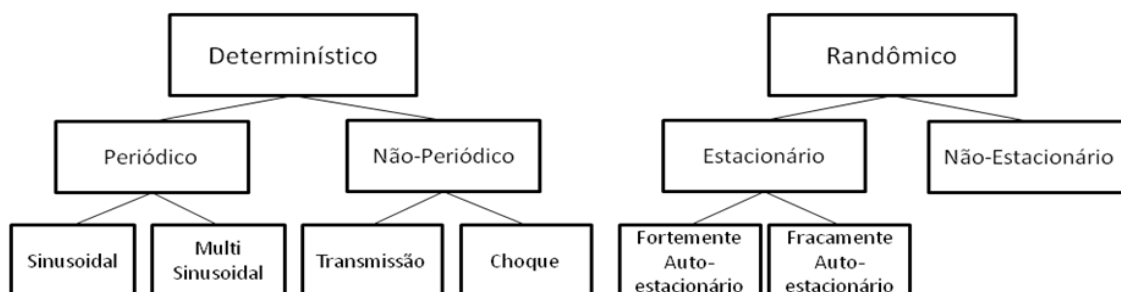 Determinístico
Randômico
Periódico
Não-Periódico
Estacionário
Não-Estacionário
Sinusoidal
Multi
Sinusoidal
Transmissão
Choque
Fortemente
Auto-
estacionário
Fracamente
Auto-
estacionário